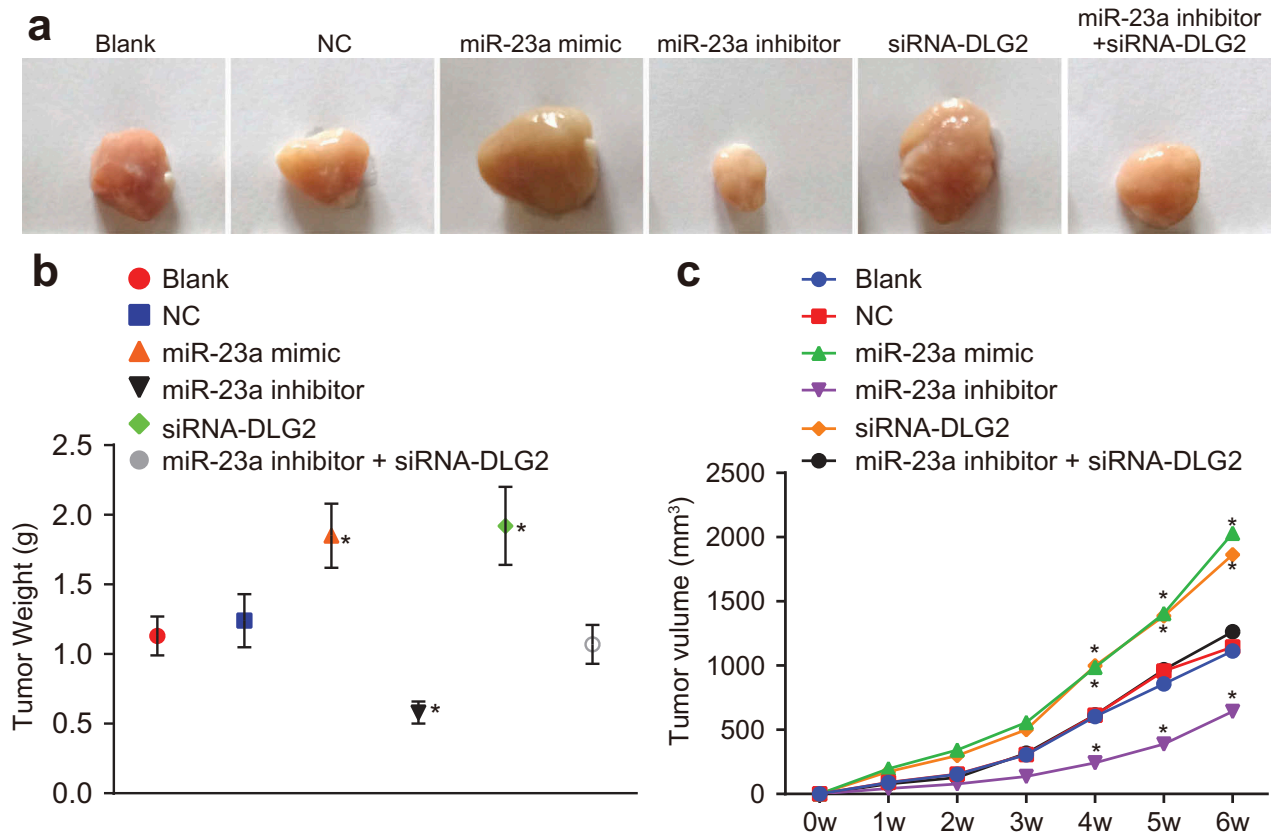 a
Blank
NC
miR-23a mimic
miR-23a inhibitor
siRNA-DLG2
miR-23a inhibitor
+siRNA-DLG2
b
Blank
NC
miR-23a mimic
miR-23a inhibitor
siRNA-DLG2
miR-23a inhibitor + siRNA-DLG2
Tumor Weight (g)
2.5
2.0
1.5
1.0
0.5
0.0
*
*
*
c
Blank
NC
miR-23a mimic
miR-23a inhibitor
siRNA-DLG2
miR-23a inhibitor + siRNA-DLG2
Tumor vulume (mm³)
2500
2000
1500
1000
500
0
*
*
*
*
*
*
*
*
*
0w 1w 2w 3w 4w 5w 6w